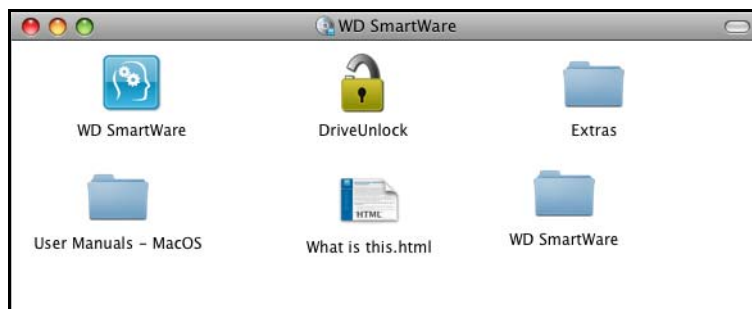 WD SmartWare
WD SmartWare
DriveUnlock
Extras
HTML
User Manuals – MacOS
What is this.html
WD SmartWare